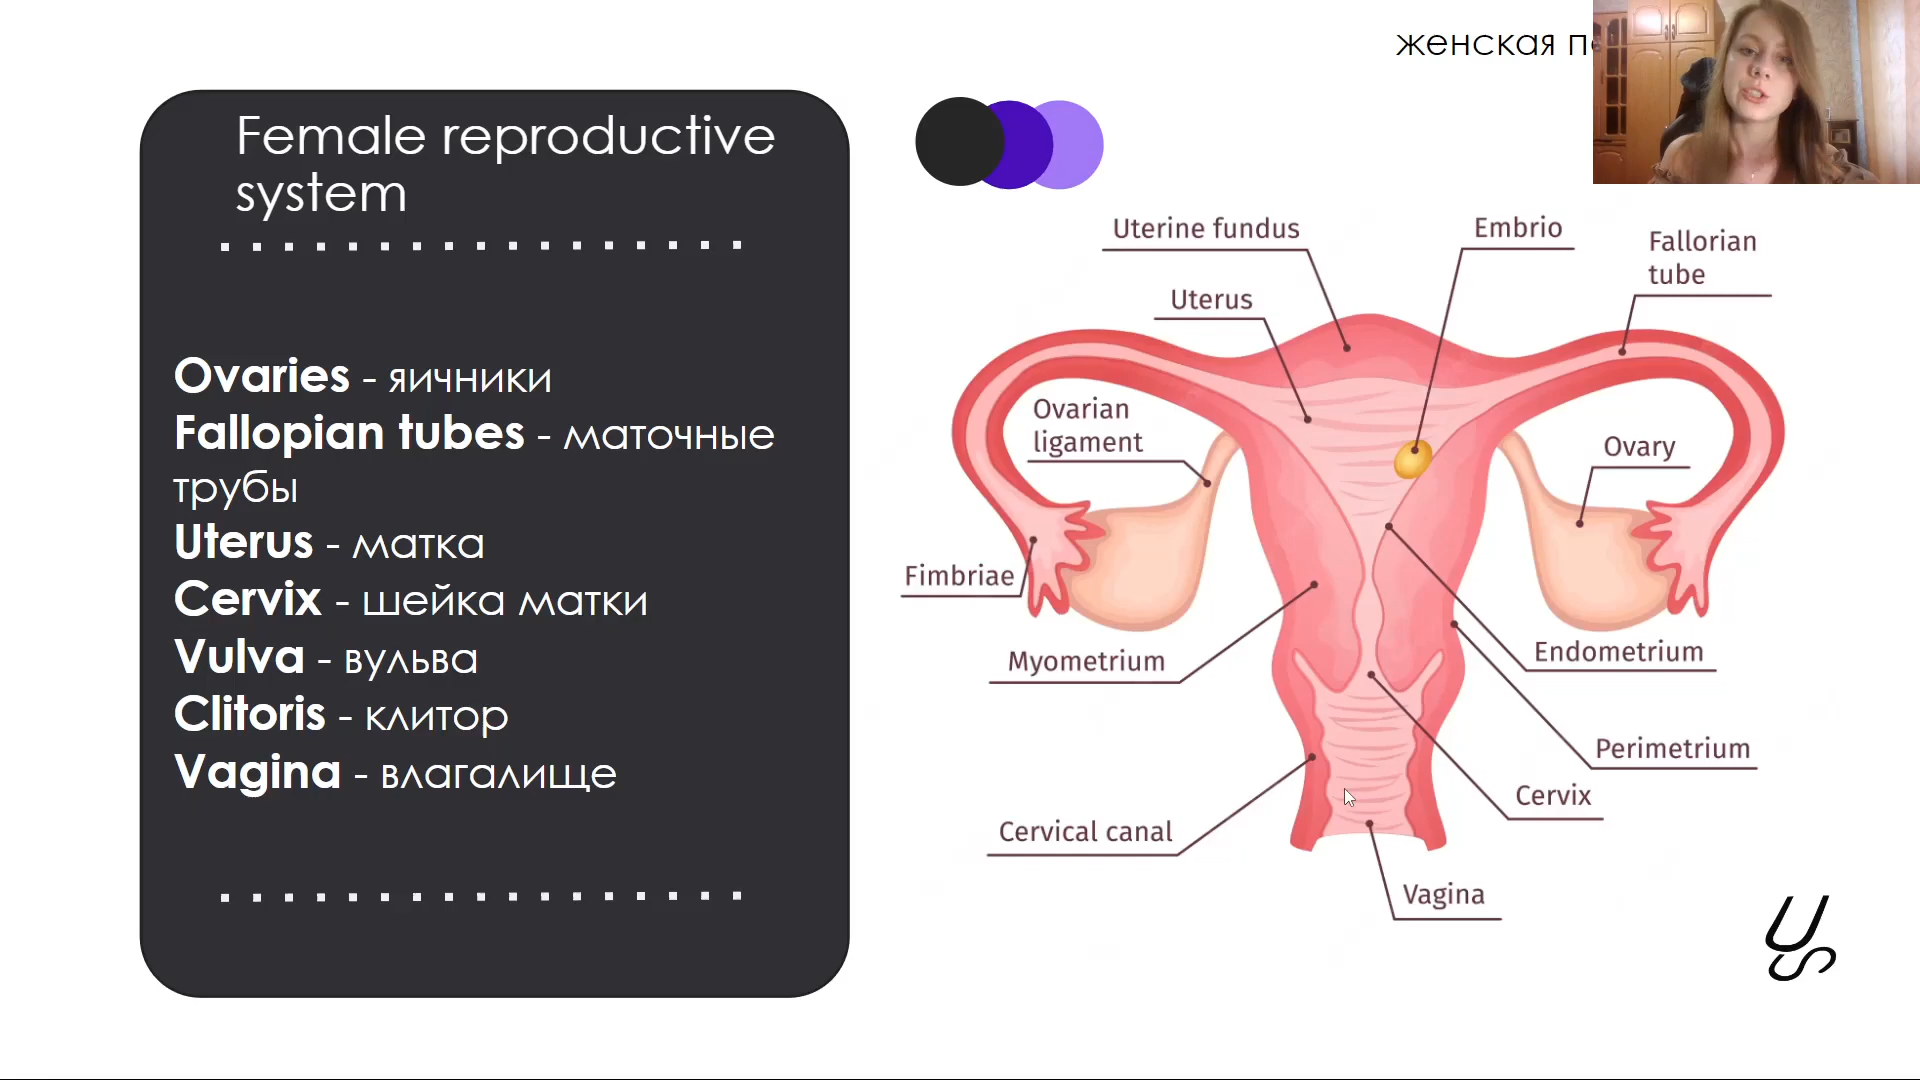 женская
Female reproductive
system
Ovaries - яичники
Fallopian tubes - маточные
трубы
Uterus - матка
Cervix - шейка матки
Vulva - вульва
Clitoris - клитор
Vagina - влагалище
Uterine fundus
Embrio
Fallorian
tube
Uterus
Ovarian
ligament
Ovary
Fimbriae
Myometrium
Endometrium
Perimetrium
Cervix
Cervical canal
Vagina